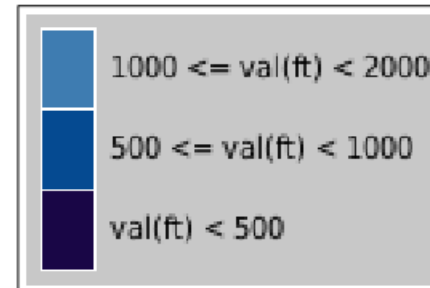 1000 <= val(ft) < 2000
500 <= val(ft) < 1000
val(ft) < 500